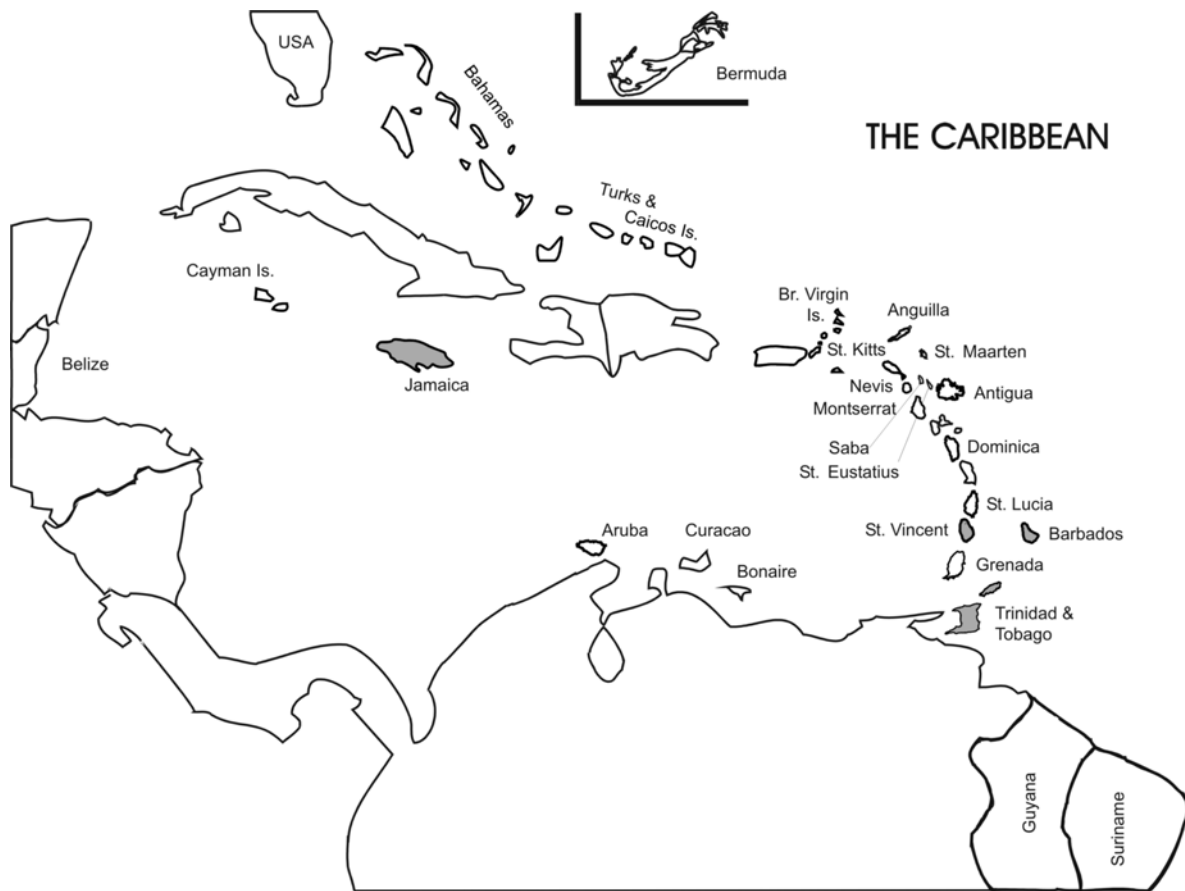 USA
Bermuda
THE CARIBBEAN
Bahamas
Turks &
Caicos Is.
Cayman Is.
Br. Virgin
Is.
Anguilla
St. Kitts
St. Maarten
Belize
Jamaica
Nevis
Antigua
Montserrat
Saba
Dominica
St. Eustatius
St. Lucia
Aruba
Curacao
St. Vincent
Barbados
Bonaire
Grenada
Trinidad &
Tobago
Guyana
Suriname